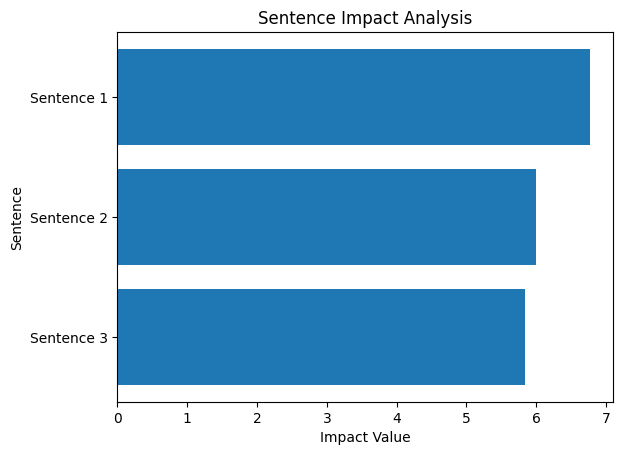 Sentence Impact Analysis
Sentence
Sentence 1
Sentence 2
Sentence 3
0 1 2 3 4 5 6 7
Impact Value